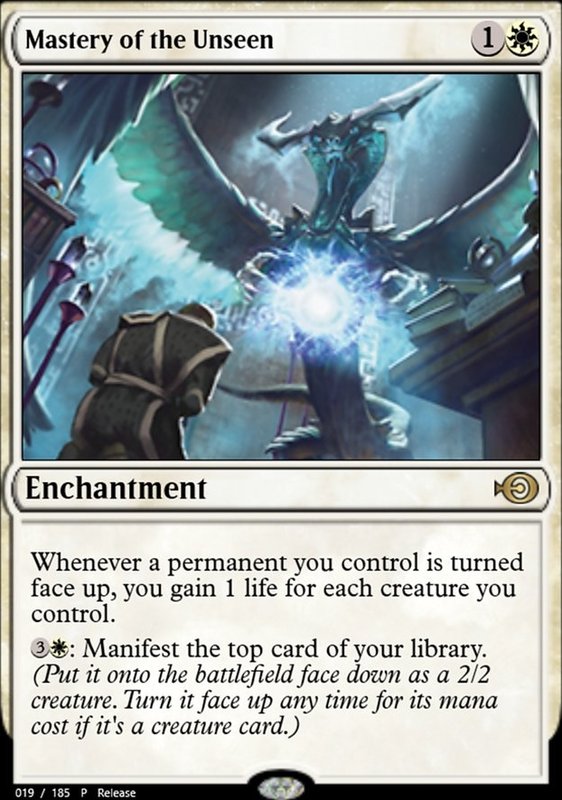 Mastery of the Unseen 1
Enchantment
Whenever a permanent you control is turned
face up, you gain 1 life for each creature you
control.
3 : Manifest the top card of your library.
(Put it onto the battlefield face down as a 2/2
creature. Turn it face up any time for its mana
cost if it's a creature card.)
019 / 185 P Release